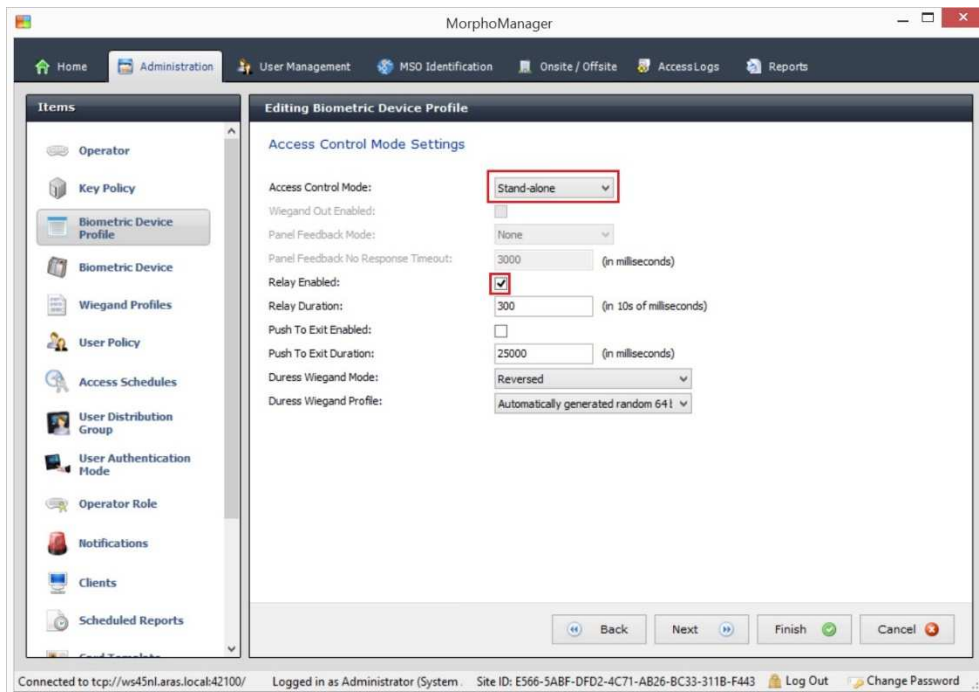 MorphoManager
Home Administration User Management MSO Identification Onsite / Offsite Access Logs Reports
Items
Operator
Key Policy
Biometric Device
Profile
Biometric Device
Wiegand Profiles
User Policy
Access Schedules
User Distribution
Group
User Authentication
Mode
Operator Role
Notifications
Clients
Scheduled Reports
Editing Biometric Device Profile
Access Control Mode Settings
Access Control Mode: Stand-alone
Wiegand Out Enabled:
Panel Feedback Mode: None
Panel Feedback No Response Timeout: 3000 (in milliseconds)
Relay Enabled:
Relay Duration: 300 (in 10s of milliseconds)
Push To Exit Enabled:
Push To Exit Duration: 25000 (in milliseconds)
Duress Wiegand Mode: Reversed
Duress Wiegand Profile: Automatically generated random 64
Back Next Finish Cancel
Connected to tcp://ws45nl.aras.local:42100/ Logged in as Administrator (System Site ID: E566-5ABF-DFD2-4C71-AB26-BC33-311B-F443 Log Out Change Password